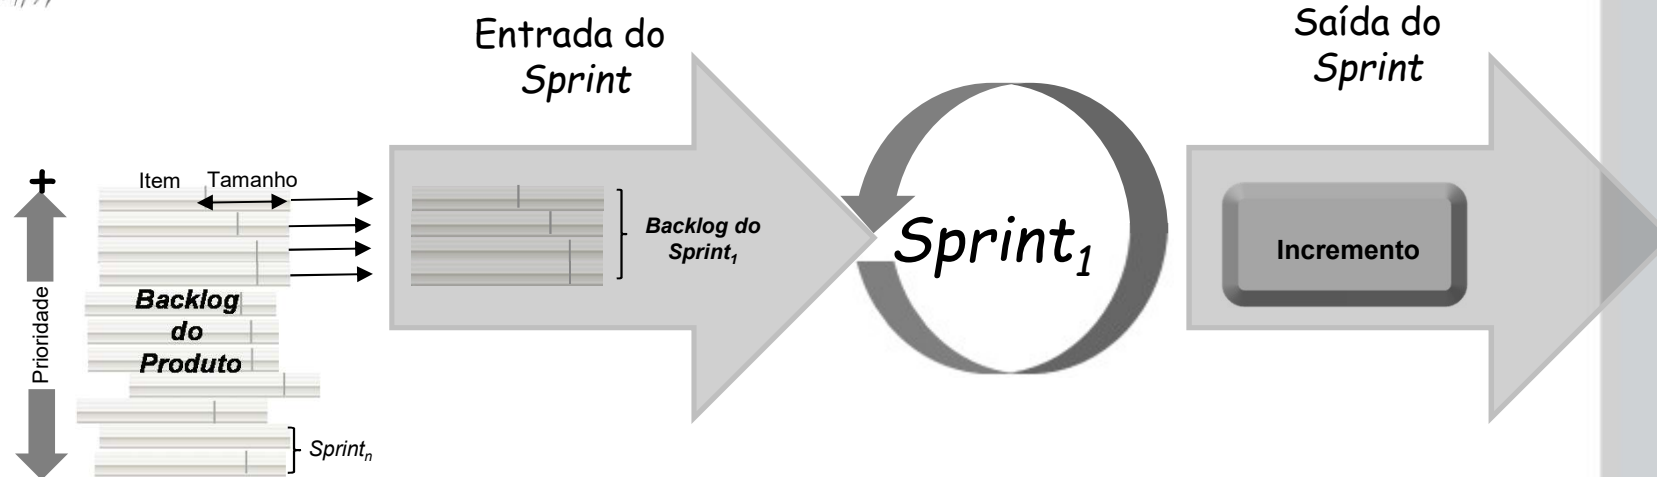 Entrada do
Sprint
Saída do
Sprint
+
Item
Tamanho
Prioridade
Backlog
do
Produto
Sprintn
Backlog do
Sprint1
Sprint1
Incremento